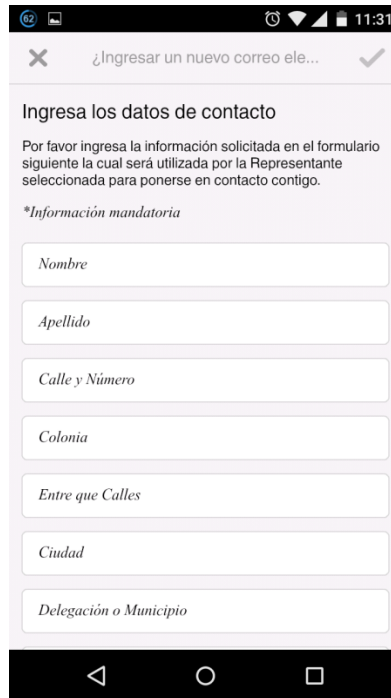 62
11:31
¿Ingresar un nuevo correo ele...
Ingresa los datos de contacto
Por favor ingresa la información solicitada en el formulario
siguiente la cual será utilizada por la Representante
seleccionada para ponerse en contacto contigo.
*Información mandatoria
Nombre
Apellido
Calle y Número
Colonia
Entre que Calles
Ciudad
Delegación o Municipio